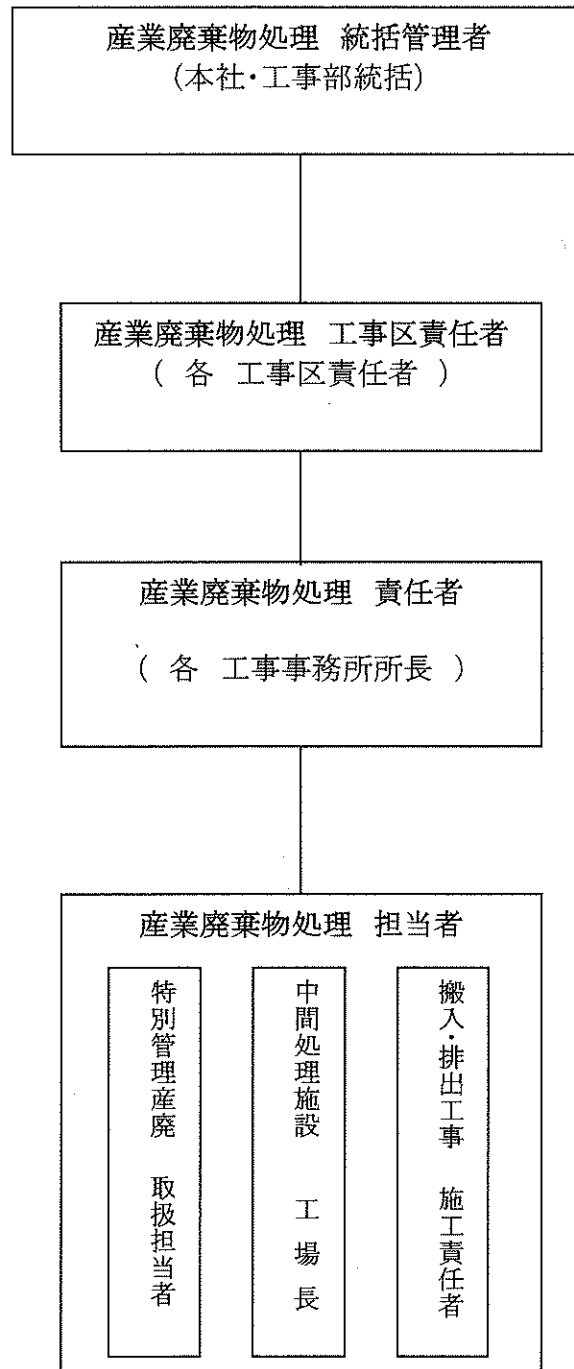 産業廃棄物処理 統括管理者
(本社・工事部統括)
産業廃棄物処理 工事区責任者
( 各 工事区責任者 )
産業廃棄物処理 責任者
( 各 工事事務所所長 )
産業廃棄物処理 担当者
搬入・排出工事 施工責任者
中間処理施設 工場長
特別管理産廃 取扱担当者